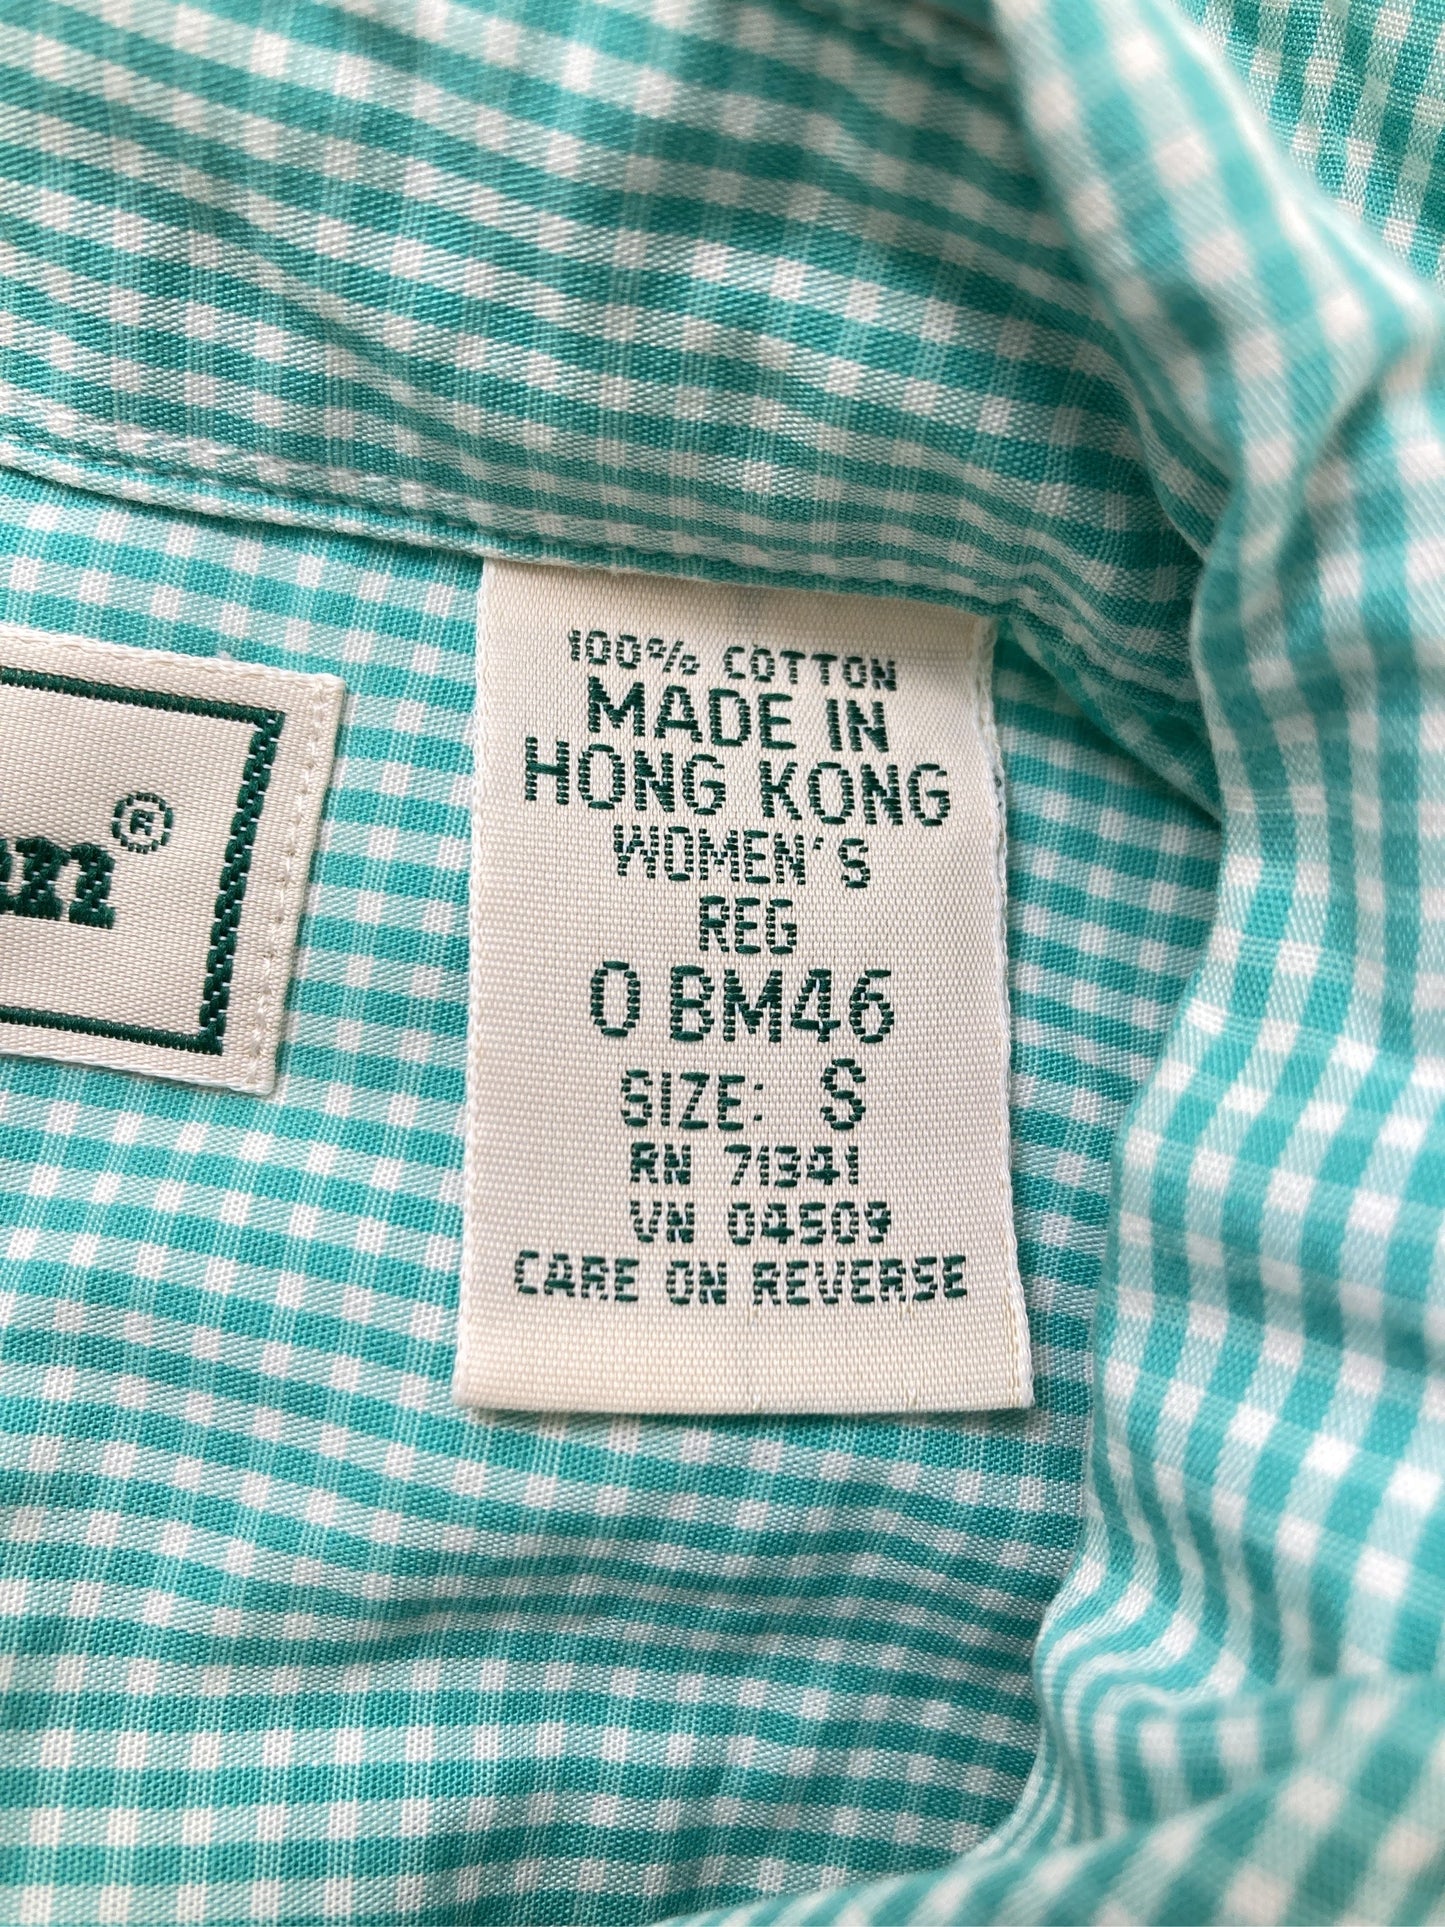 100% COTTON
MADE IN
HONG KONG
WOMEN'S
REG
0 BM46
SIZE: S
RN 71341
VN 04509
CARE ON REVERSE
®